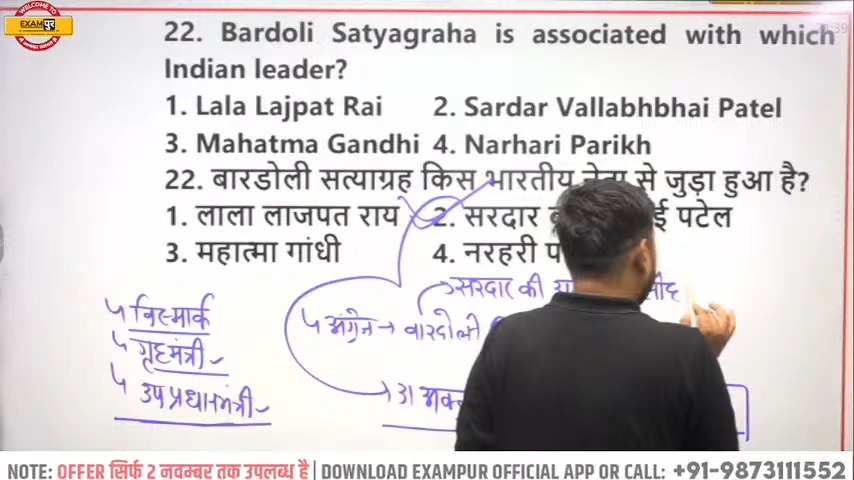 WELCOME TO
EXAMपुर
22. Bardoli Satyagraha is associated with which
Indian leader?
1. Lala Lajpat Rai 2. Sardar Vallabhbhai Patel
3. Mahatma Gandhi 4. Narhari Parikh
22. बारडोली सत्याग्रह किस भारतीय से जुड़ा हुआ है?
1. लाला लाजपत राय 2. सरदार पटेल
3. महात्मा गांधी 4. नरहरी
सरदार की
गृहमंत्री
उप प्रधानमंत्री
बारदोली
NOTE: OFFER सिर्फ 2 नवम्बर तक उपलब्ध है | DOWNLOAD EXAMPUR OFFICIAL APP OR CALL: +91-9873111552